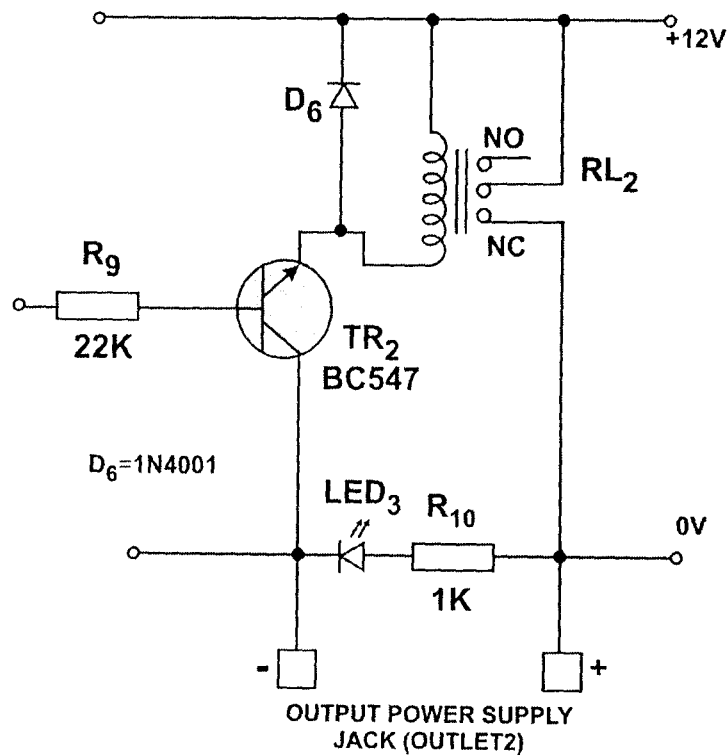 +12V
D6
NO
RL2
NC
R9
22K
TR2
BC547
D6=1N4001
LED3
R10
0V
1K
-
+
OUTPUT POWER SUPPLY
JACK (OUTLET2)